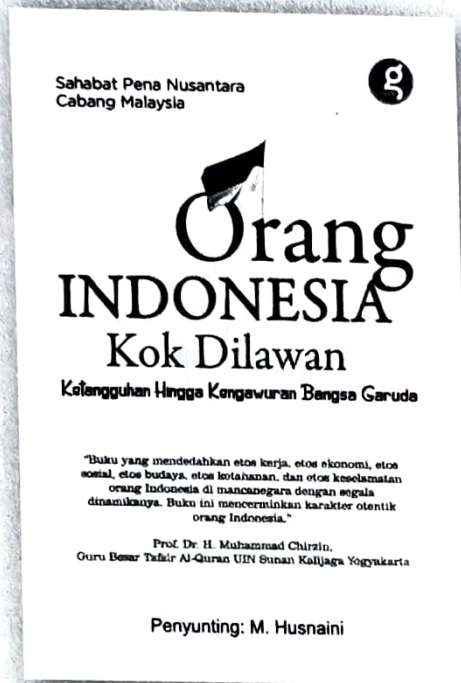 Sahabat Pena Nusantara
Cabang Malaysia
g
Orang
INDONESIA
Kok Dilawan
Ketangguhan Hingga Kengawuran Bangsa Garuda
"Buku yang mendedahkan etos kerja, etos ekonomi, etos
sosial, etos budaya, etos ketahanan, dan etos keselamatan
orang Indonesia di mancanegara dengan segala
dinamikanya. Buku ini mencerminkan karakter otentik
orang Indonesia."
Prof. Dr. H. Muhammad Chirzin,
Guru Besar Tafsir Al-Quran UIN Sunan Kalijaga Yogyakarta
Penyunting: M. Husnaini